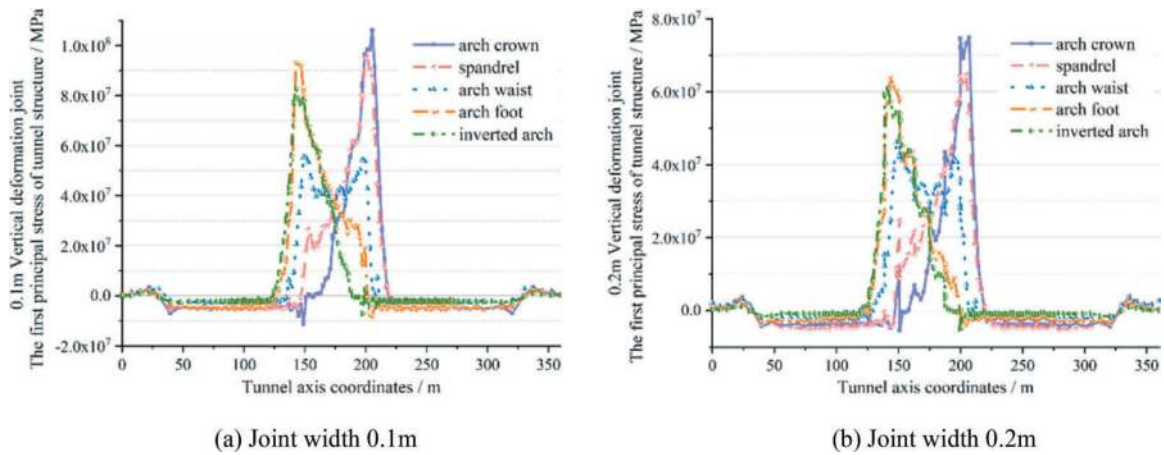 0.1m Vertical deformation joint
The first principal stress of tunnel structure / MPa
1.0x10⁸
8.0x10⁷
6.0x10⁷
4.0x10⁷
2.0x10⁷
0.0
-2.0x10⁷
arch crown
spandrel
arch waist
arch foot
inverted arch
0 50 100 150 200 250 300 350
Tunnel axis coordinates / m
(a) Joint width 0.1m
0.2m Vertical deformation joint
The first principal stress of tunnel structure / MPa
8.0x10⁷
6.0x10⁷
4.0x10⁷
2.0x10⁷
0.0
arch crown
spandrel
arch waist
arch foot
inverted arch
0 50 100 150 200 250 300 350
Tunnel axis coordinates / m
(b) Joint width 0.2m